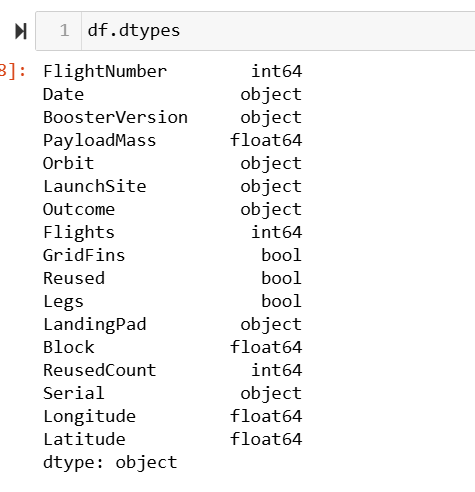 1 df.dtypes
8]: FlightNumber int64
Date object
BoosterVersion object
PayloadMass float64
Orbit object
LaunchSite object
Outcome object
Flights int64
GridFins bool
Reused bool
Legs bool
LandingPad object
Block float64
ReusedCount int64
Serial object
Longitude float64
Latitude float64
dtype: object